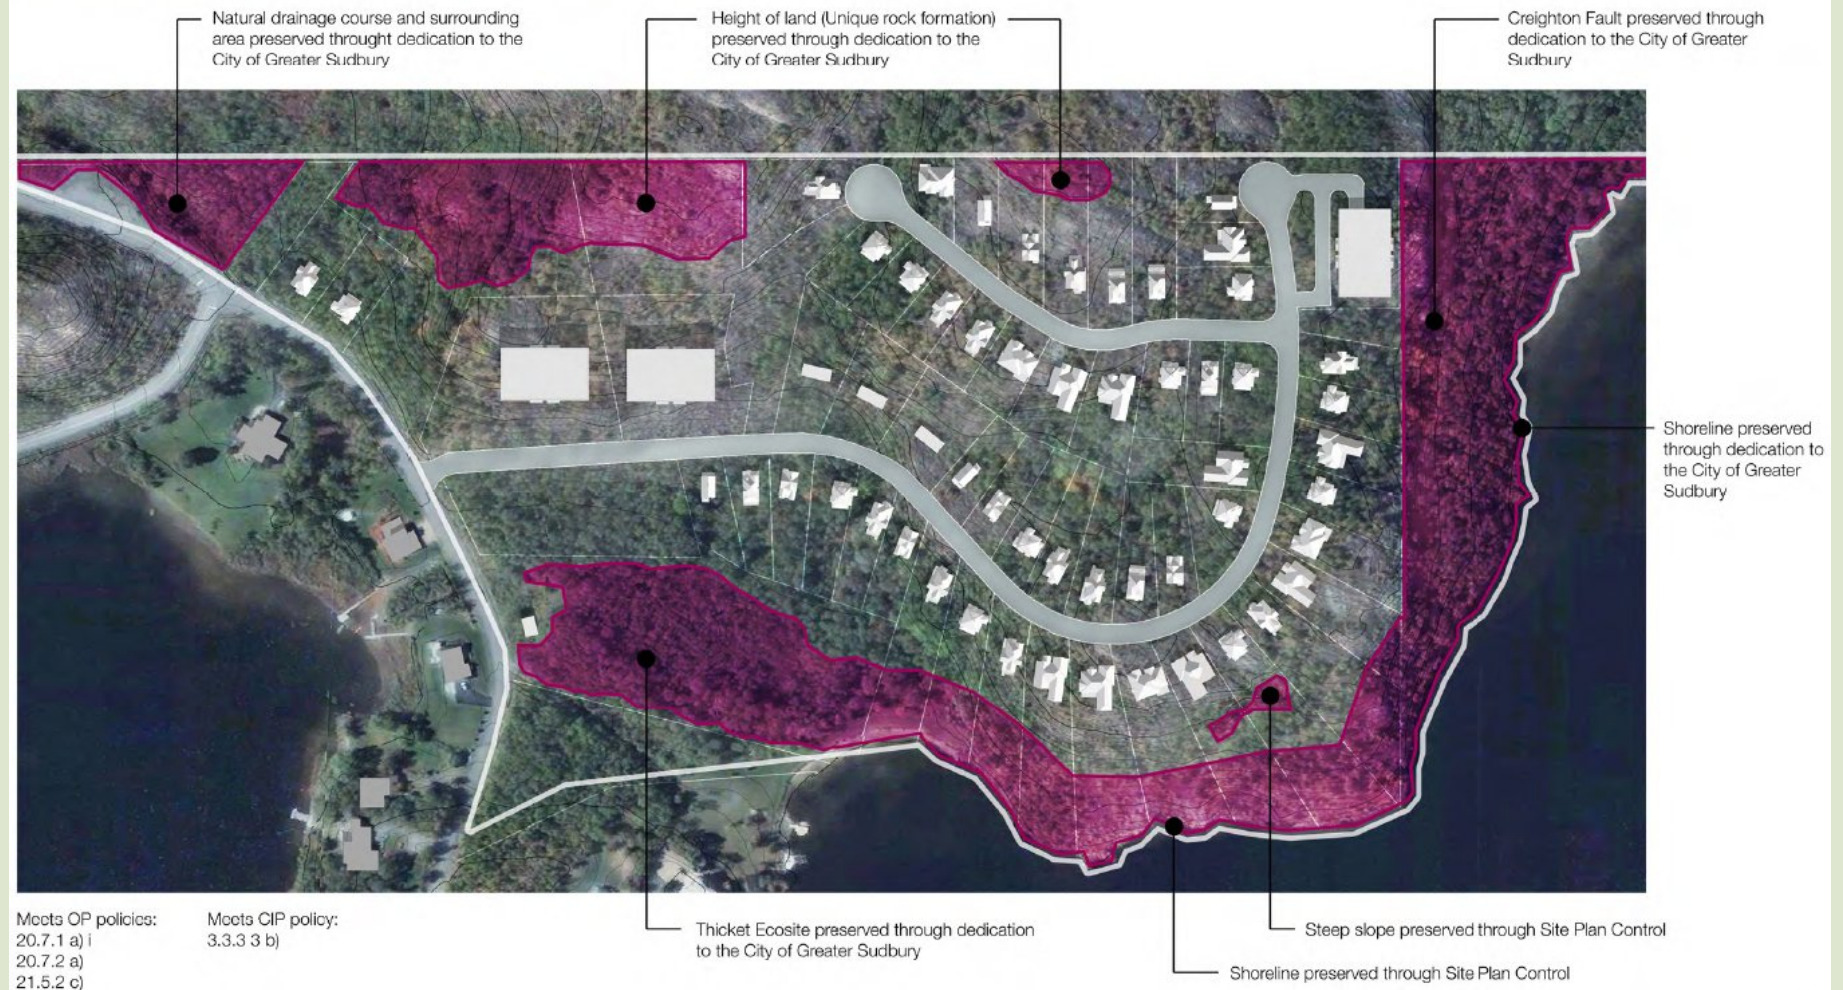 Natural drainage course and surrounding
area preserved throught dedication to the
City of Greater Sudbury
Height of land (Unique rock formation)
preserved through dedication to the
City of Greater Sudbury
Creighton Fault preserved through
dedication to the City of Greater
Sudbury
Shoreline preserved
through dedication to
the City of Greater
Sudbury
Meets OP policies:
20.7.1 a) i
20.7.2 a)
21.5.2 c)
Meets CIP policy:
3.3.3 3 b)
Thicket Ecosite preserved through dedication
to the City of Greater Sudbury
Steep slope preserved through Site Plan Control
Shoreline preserved through Site Plan Control